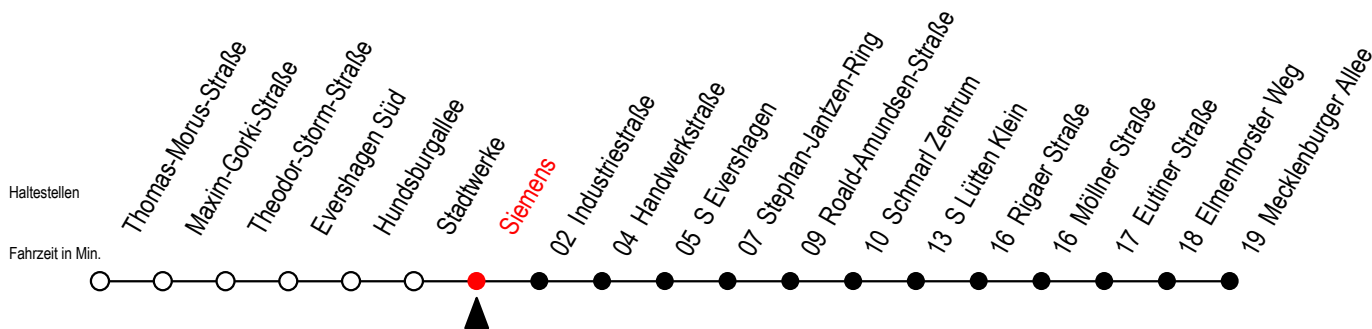 Haltestellen
Fahrzeit in Min.
Thomas-Morus-Straße
Maxim-Gorki-Straße
Theodor-Storm-Straße
Evershagen Süd
Hundsburgallee
Stadtwerke
Siemens
02 Industriestraße
04 Handwerkstraße
05 S Evershagen
07 Stephan-Jantzen-Ring
09 Roald-Amundsen-Straße
10 Schmarl Zentrum
13 S Lütten Klein
16 Rigaer Straße
16 Möllner Straße
17 Eutiner Straße
18 Elmenhorster Weg
19 Mecklenburger Allee